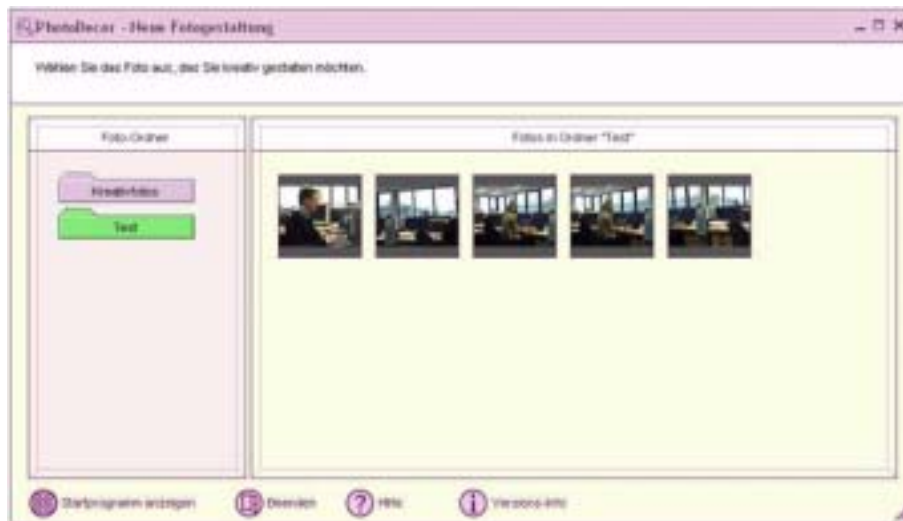 PhotoDecor - Neue Fotogestaltung
Wählen Sie das Foto aus, das Sie kreativ gestalten möchten.
Foto-Ordner
Fotos in Ordner "Test"
Kreativfotos
Test
Startprogramm anzeigen
Beenden
Hilfe
Versions-Info